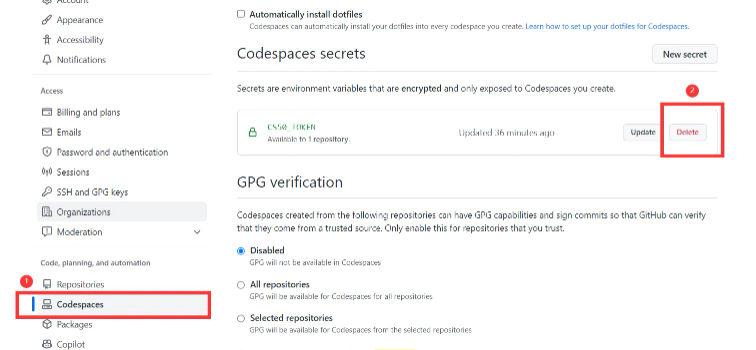 Account
Appearance
Accessibility
Notifications
Access
Billing and plans
Emails
Password and authentication
Sessions
SSH and GPG keys
Organizations
Moderation
Code, planning, and automation
1
Repositories
Codespaces
Packages
Copilot
Automatically install dotfiles
Codespaces can automatically install your dotfiles into every codespace you create. Learn how to set up your dotfiles for Codespaces.
Codespaces secrets
New secret
Secrets are environment variables that are encrypted and only exposed to Codespaces you create.
2
CS50_TOKEN
Available to 1 repository.
Updated 36 minutes ago
Update
Delete
GPG verification
Codespaces created from the following repositories can have GPG capabilities and sign commits so that GitHub can verify
that they come from a trusted source. Only enable this for repositories that you trust.
Disabled
GPG will not be available in Codespaces
All repositories
GPG will be available for Codespaces for all repositories
Selected repositories
GPG will be available for Codespaces from the selected repositories